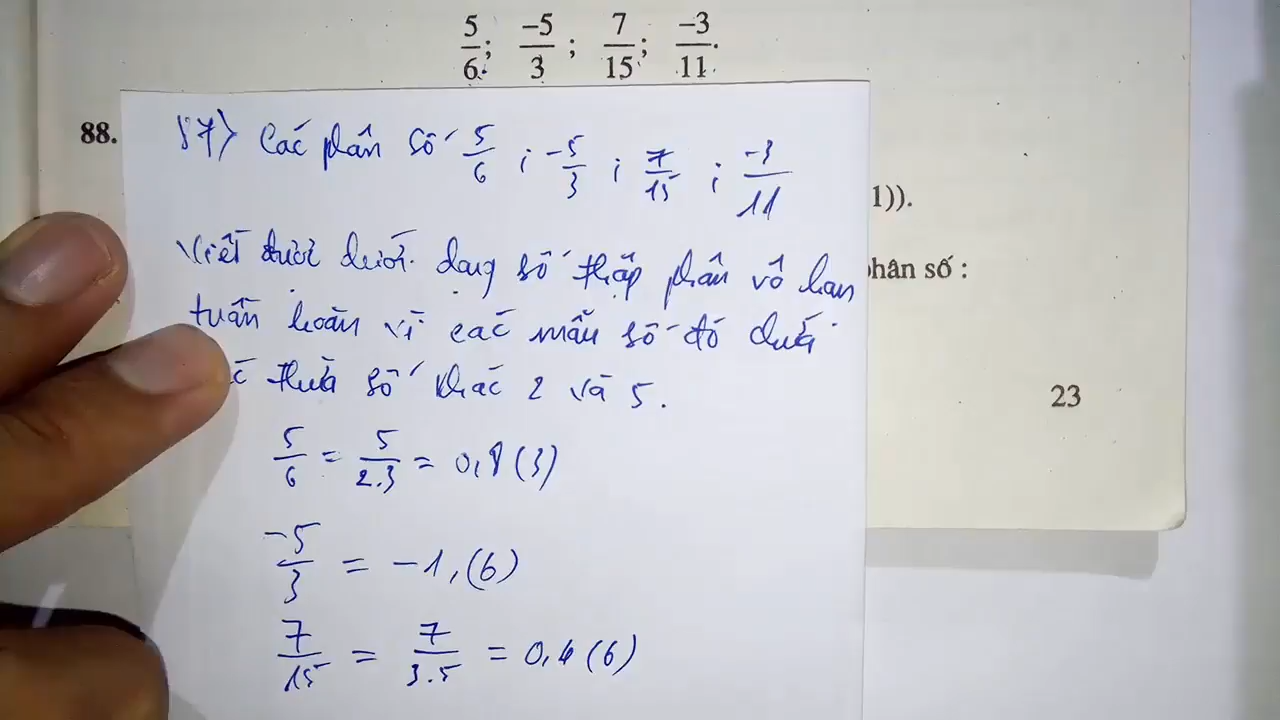 5/6; -5/3; 7/15; -3/11.
88.
87) Các phân số 5/6 ; -5/3 ; 7/15 ; -3/11
1)).
Viết dưới dạng số thập phân vô hạn
hân số :
tuần hoàn vì các mẫu số đó
thừa số khác 2 và 5.
23
5/6 = 5/2.3 = 0,8(3)
-5/3 = -1,(6)
7/15 = 7/3.5 = 0,4(6)